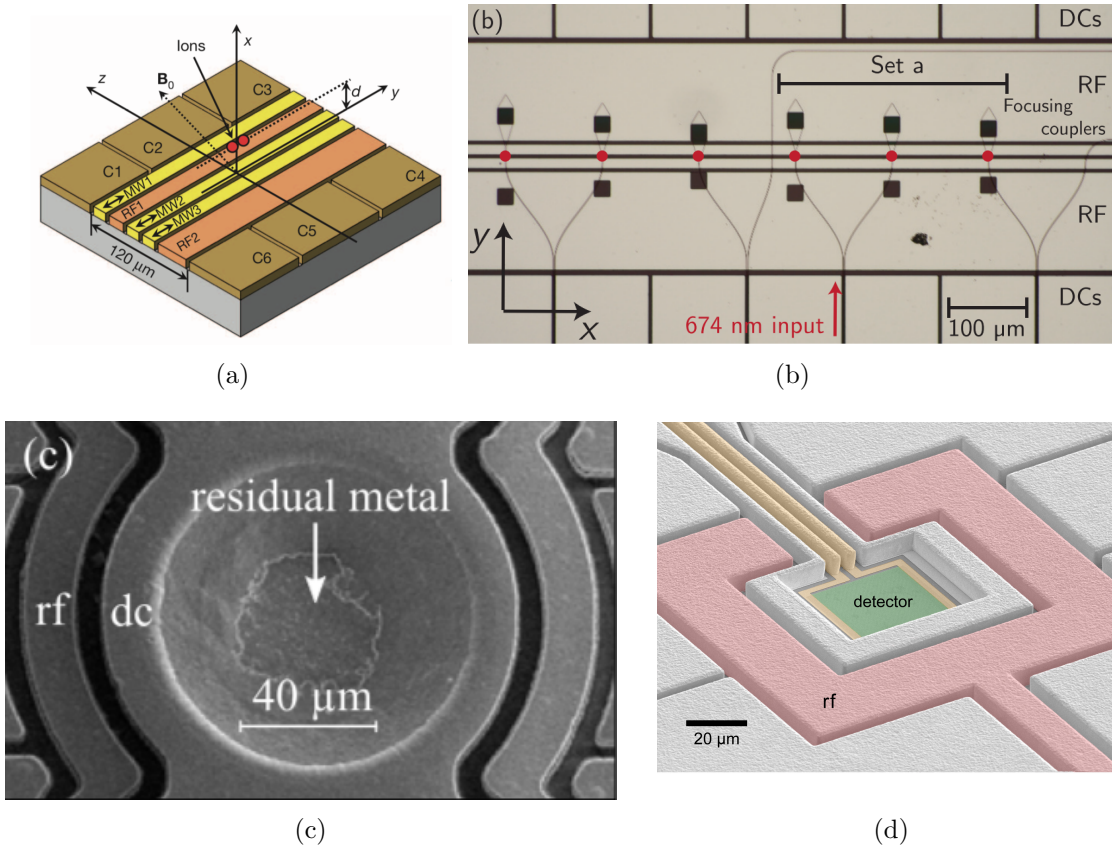 Ions
x
z
B₀
d
y
C3
C2
C1
C4
MW1
RF1
MW2
MW3
RF2
C5
C6
120 µm
(a)
(b)
DCs
Set a
RF
Focusing
couplers
RF
y
x
674 nm input
DCs
100 µm
(b)
(c)
residual metal
rf
dc
40 µm
(c)
detector
rf
20 µm
(d)